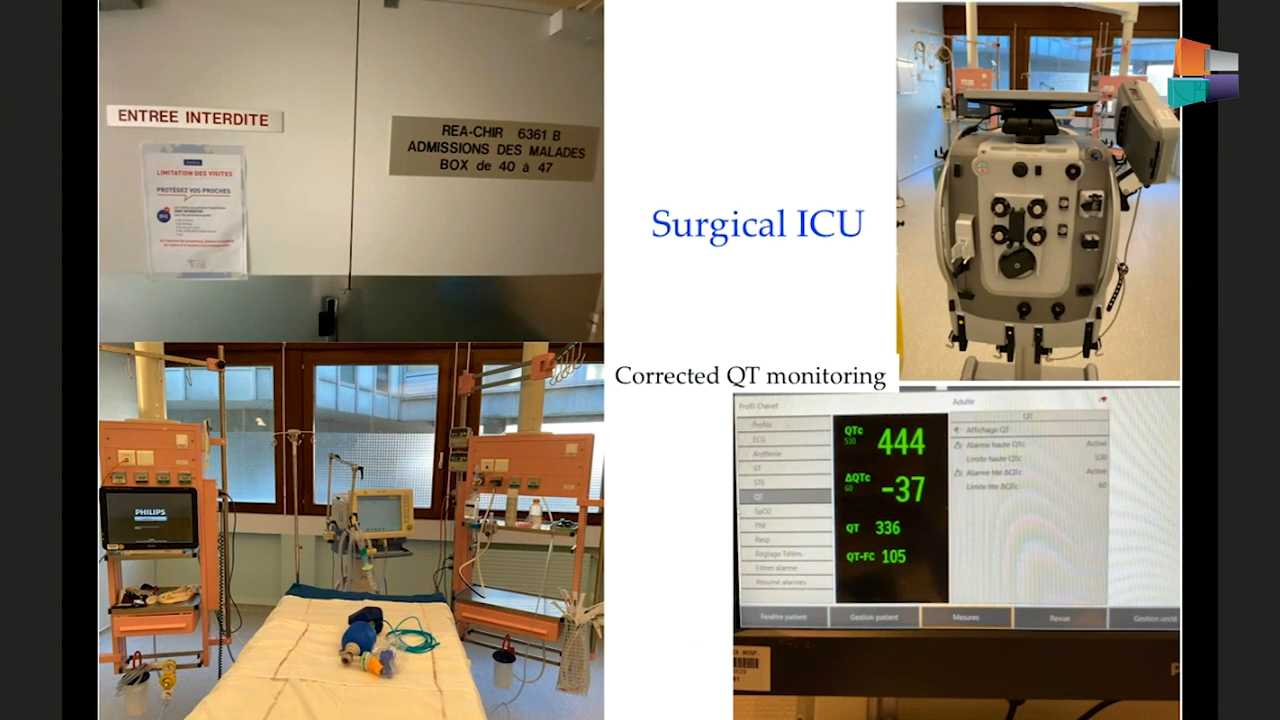 ENTREE INTERDITE
REA-CHIR 6361 B
ADMISSIONS DES MALADES
BOX de 40 à 47
LIMITATION DES VISITES
PROTÉGEZ VOS PROCHES
Surgical ICU
Corrected QT monitoring
PHILIPS
Profil Chevet
Adulte
Profils
ECG
Arythmie
ST
STE
QT
SpO2
PNI
Resp
Réglage Télém.
Filtres alarme
Résumé alarmes
QTc
530
444
ΔQTc
60
-37
QT 336
QT-FC 105
QT
Affichage QT
Alarme haute QTc Activé
Limite haute QTc 530
Alarme hte ΔQTc Activé
Limite hte ΔQTc 60
Fenêtre patient
Gestion patient
Mesures
Revue
Gestion unité